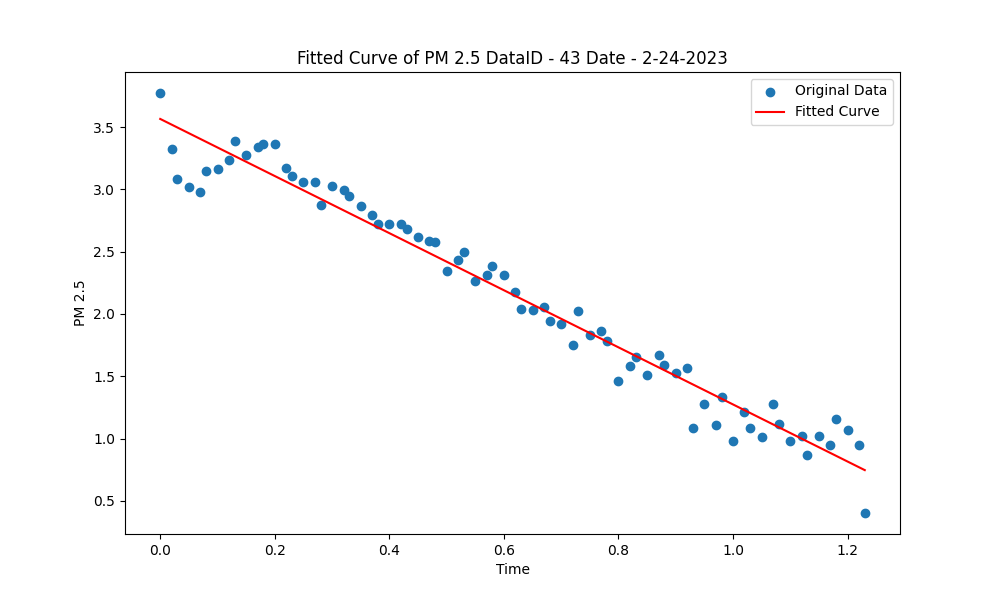 Fitted Curve of PM 2.5 DataID - 43 Date - 2-24-2023
Original Data
Fitted Curve
PM 2.5
3.5
3.0
2.5
2.0
1.5
1.0
0.5
0.0 0.2 0.4 0.6 0.8 1.0 1.2
Time